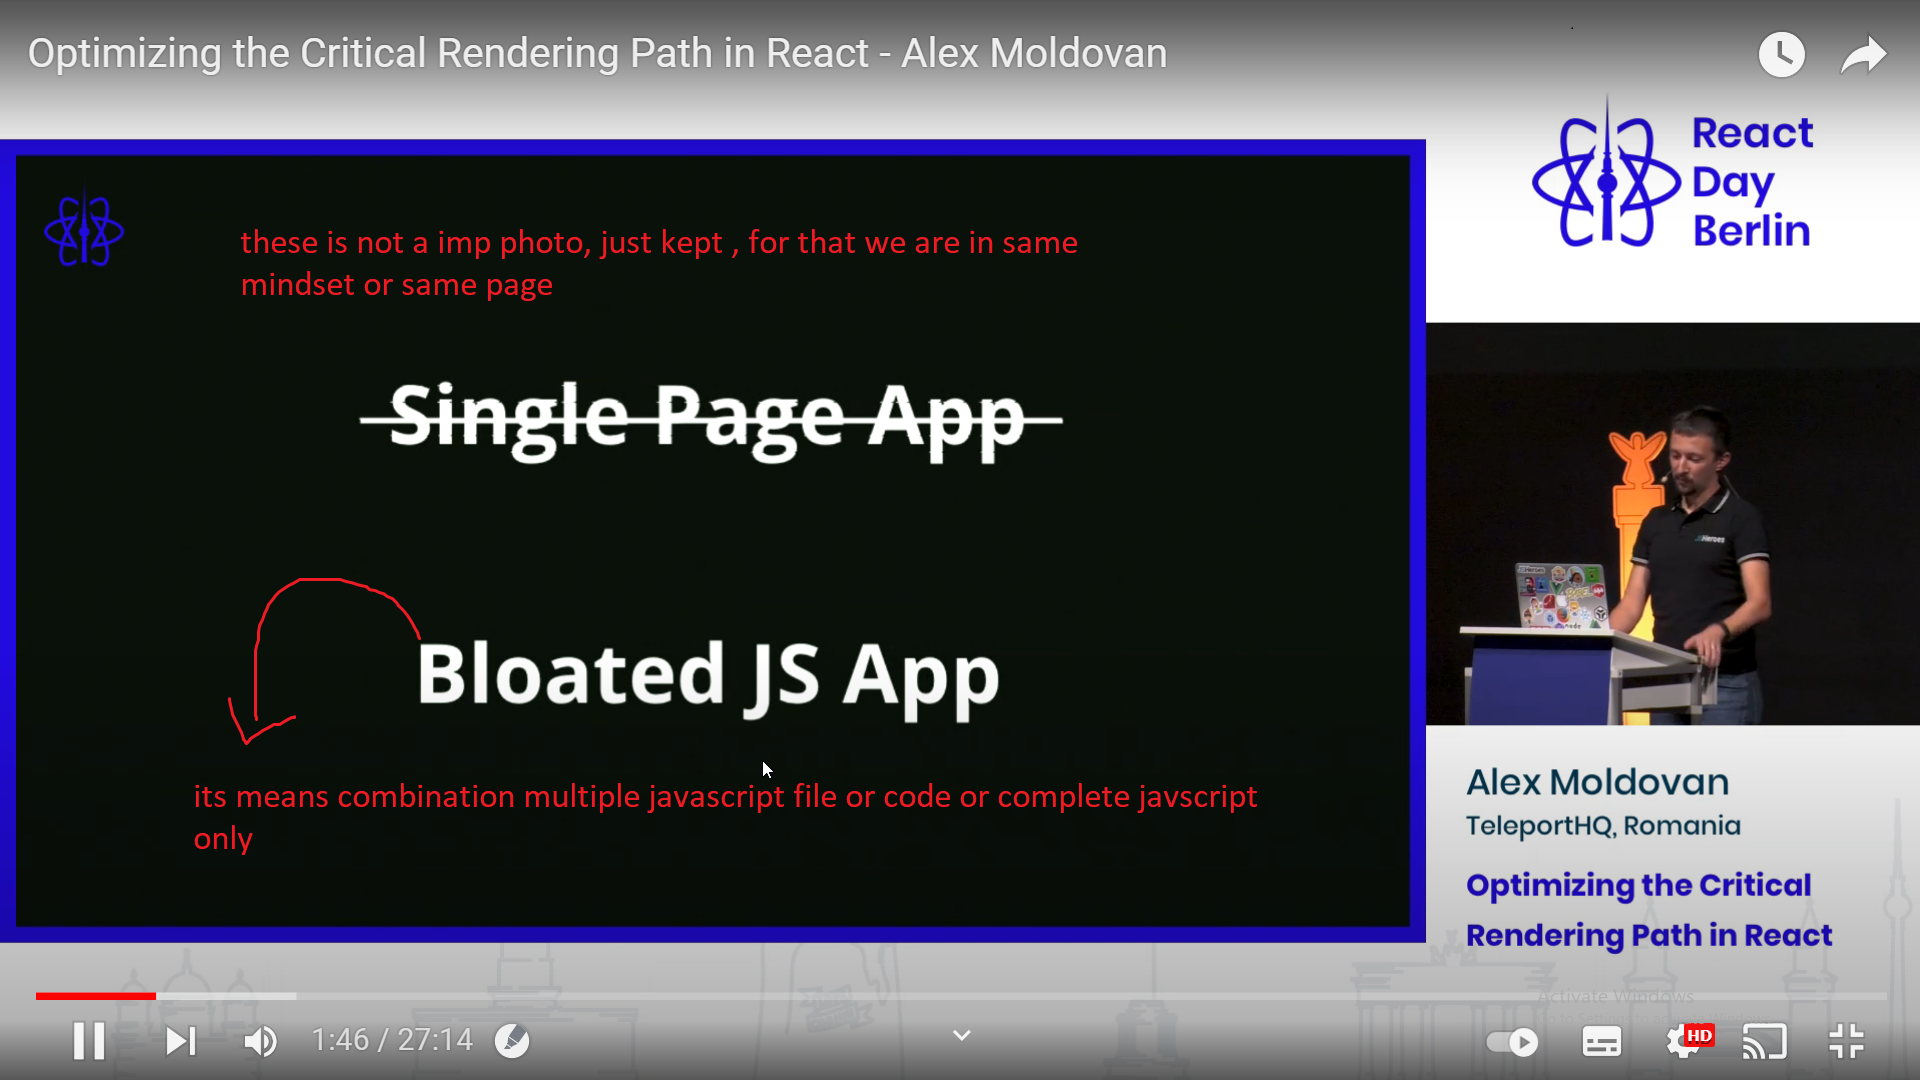 Optimizing the Critical Rendering Path in React - Alex Moldovan
React
Day
Berlin
these is not a imp photo, just kept , for that we are in same
mindset or same page
Single Page App
Bloated JS App
its means combination multiple javascript file or code or complete javscript
only
JSHeroes
Alex Moldovan
TeleportHQ, Romania
Optimizing the Critical
Rendering Path in React
Activate Windows
1:46 / 27:14
HD